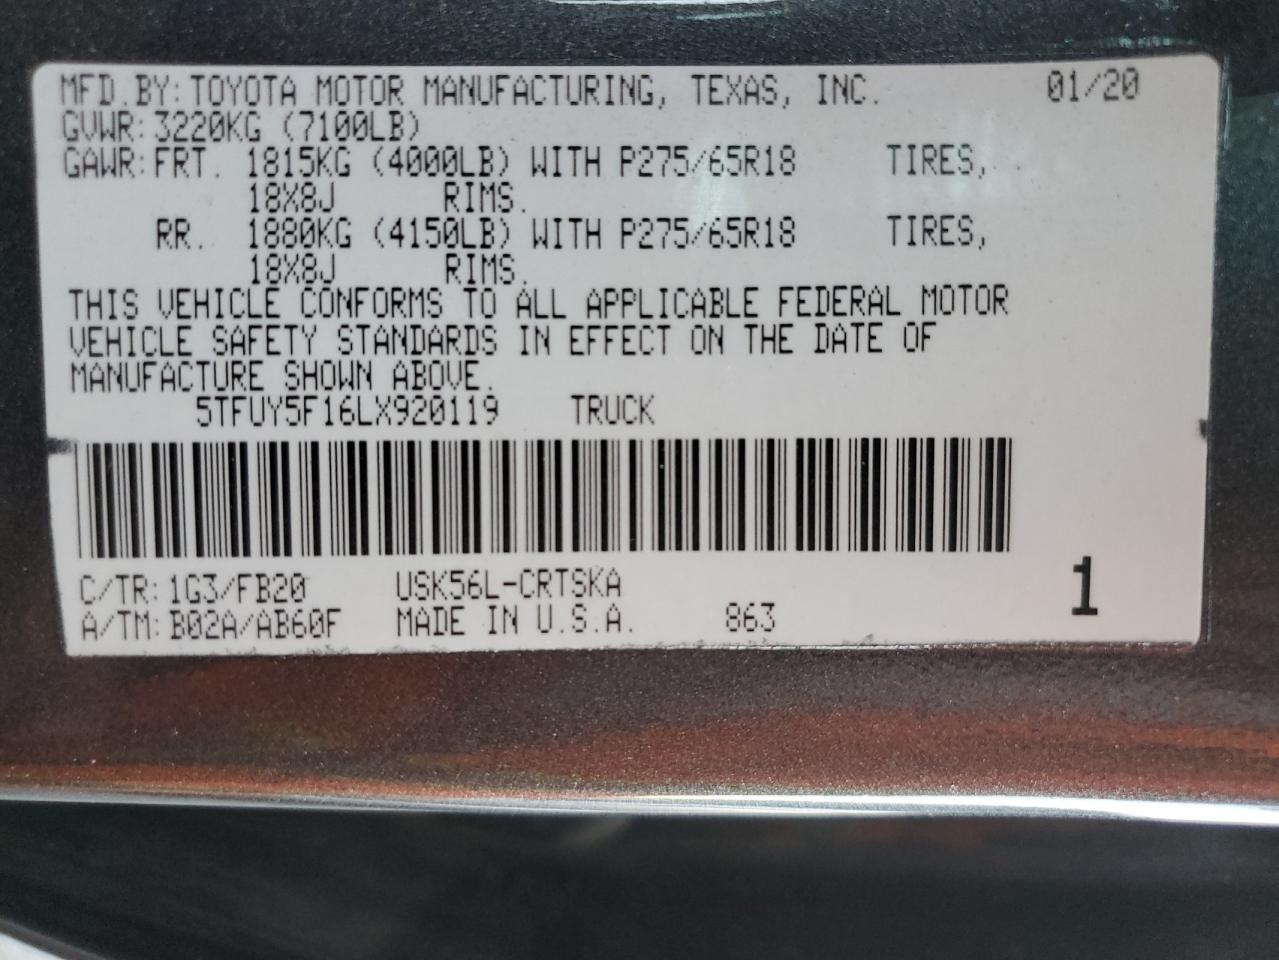 MFD. BY: TOYOTA MOTOR MANUFACTURING, TEXAS, INC. 01/20
GVWR: 3220KG (7100LB)
GAWR: FRT. 1815KG (4000LB) WITH P275/65R18 TIRES,
18X8J RIMS.
RR. 1880KG (4150LB) WITH P275/65R18 TIRES,
18X8J RIMS.
THIS VEHICLE CONFORMS TO ALL APPLICABLE FEDERAL MOTOR
VEHICLE SAFETY STANDARDS IN EFFECT ON THE DATE OF
MANUFACTURE SHOWN ABOVE.
5TFUY5F16LX920119 TRUCK
C/TR: 1G3/FB20 USK56L-CRTSKA 1
A/TM: B02A/AB60F MADE IN U.S.A. 863